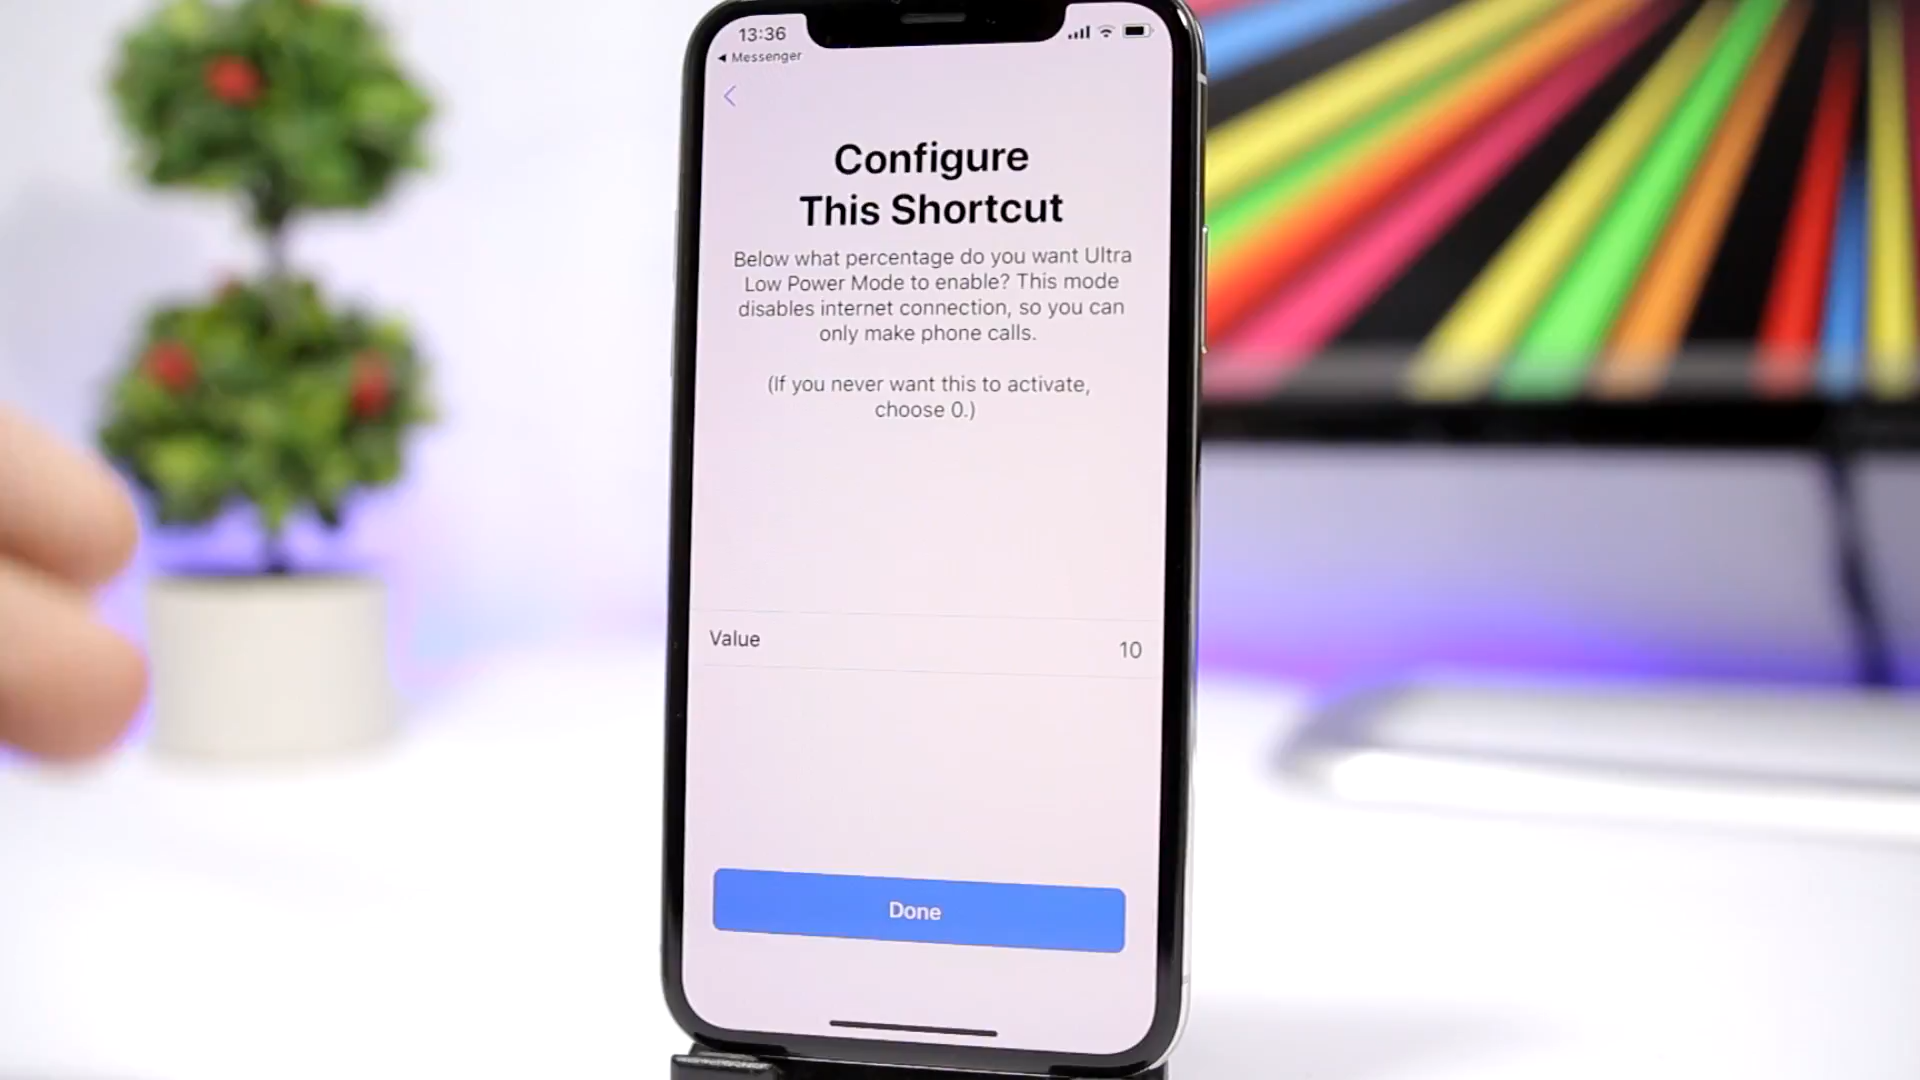 13:36
◀ Messenger
Configure
This Shortcut
Below what percentage do you want Ultra
Low Power Mode to enable? This mode
disables internet connection, so you can
only make phone calls.
(If you never want this to activate,
choose 0.)
Value 10
Done